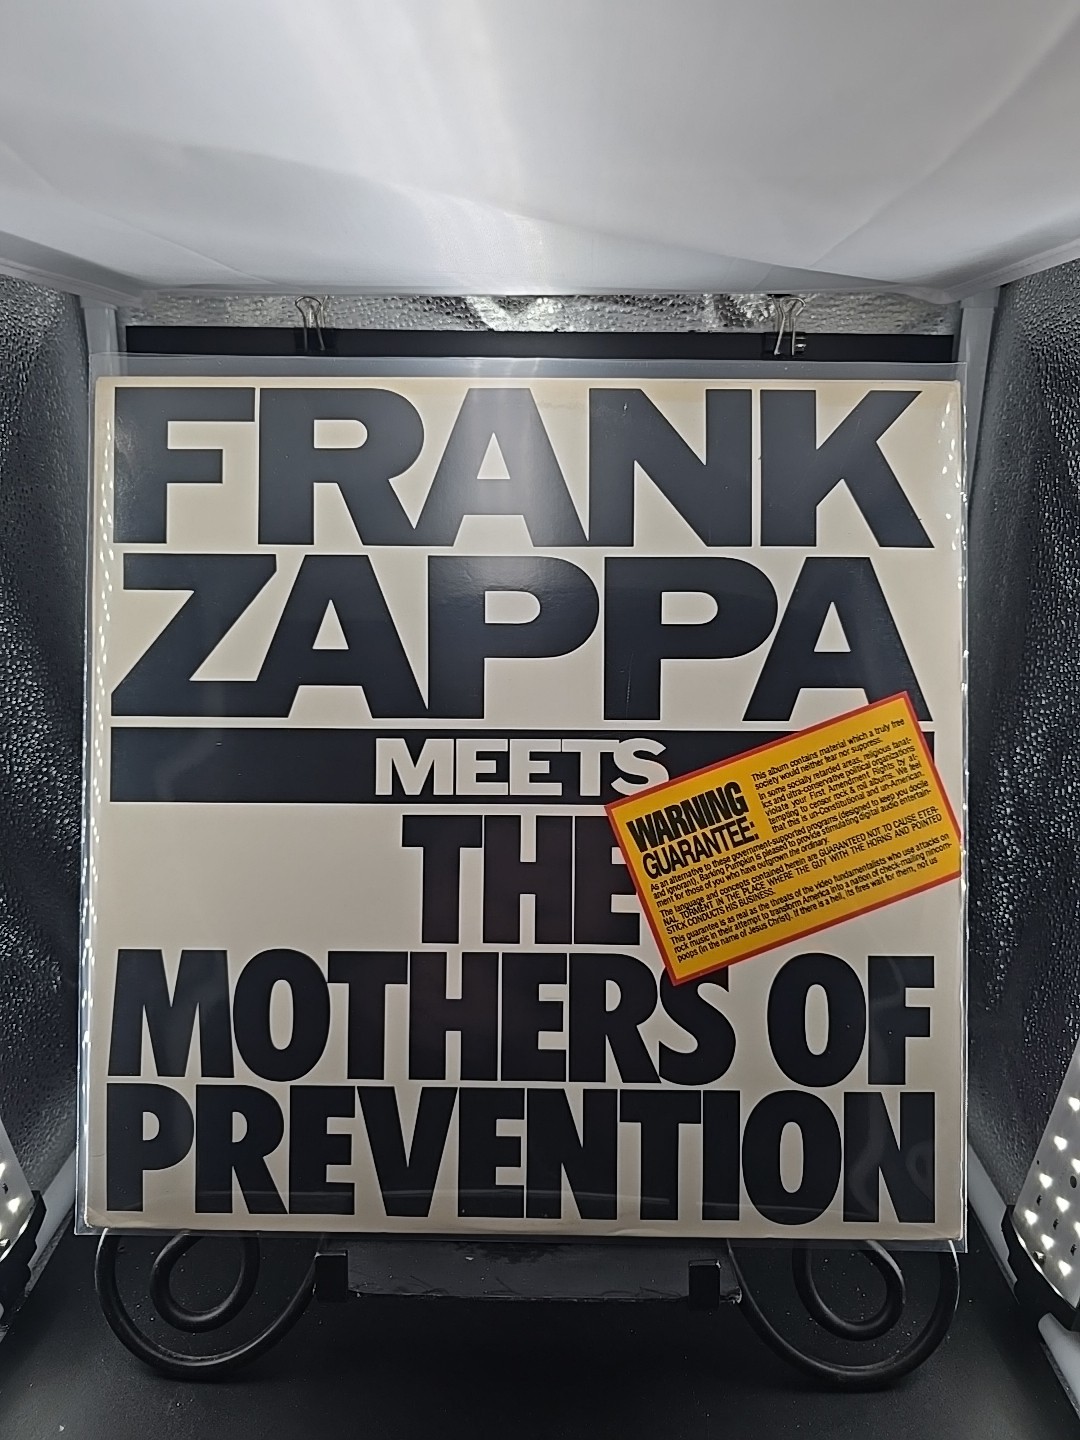 FRANK
ZAPPA
MEETS
THE
MOTHERS OF
PREVENTION
WARNING
GUARANTEE:
This album contains material which a truly free
society would neither fear nor suppress.
In some socially retarded areas, religious fanat-
ics and ultra-conservative political organizations
violate your First Amendment Rights by at-
tempting to censor rock & roll albums. We feel
that this is un-Constitutional and un-American.
As an alternative to these government-supported programs (designed to keep you docile
and ignorant), Barking Pumpkin is pleased to provide stimulating digital audio entertain-
ment for those of you who have outgrown the ordinary.
The language and concepts contained herein are GUARANTEED NOT TO CAUSE ETER-
NAL TORMENT IN THE PLACE WHERE THE GUY WITH THE HORNS AND POINTED
STICK CONDUCTS HIS BUSINESS.
This guarantee is as real as the threats of the video fundamentalists who use attacks on
rock music in their attempt to transform America into a nation of check-mailing nincom-
poops (in the name of Jesus Christ). If there is a hell, its fires wait for them, not us